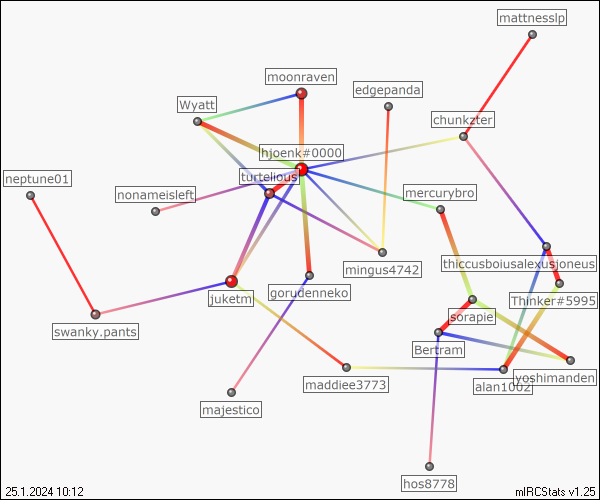 mattnesslp
moonraven
edgepanda
Wyatt
chunkzter
hjoenk#0000
turtelious
neptune01
nonameisleft
mercurybro
thiccusboiusalexusjoneus
mingus4742
gorudenneko
juketm
Thinker#5995
swanky.pants
sorapie
Bertram
yoshimanden
maddiee3773
alan1002
majestico
hos8778
25.1.2024 10:12
mIRCStats v1.25